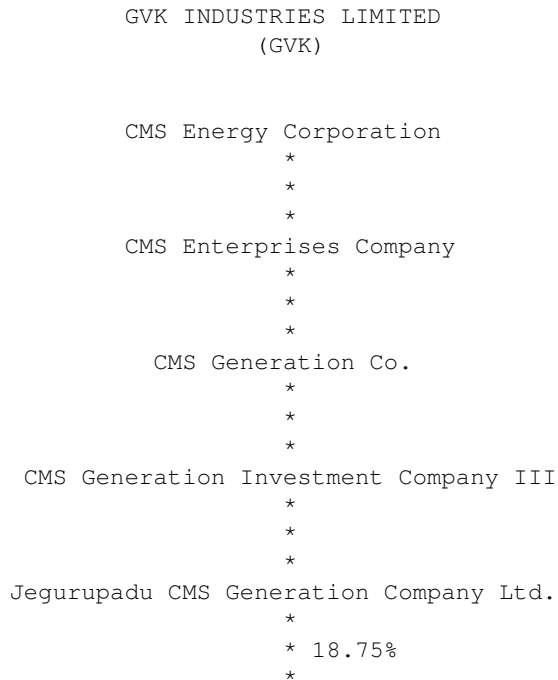 GVK INDUSTRIES LIMITED
(GVK)
CMS Energy Corporation
*
*
*
CMS Enterprises Company
*
*
*
CMS Generation Co.
*
*
*
CMS Generation Investment Company III
*
*
*
Jegurupadu CMS Generation Company Ltd.
*
* 18.75%
*